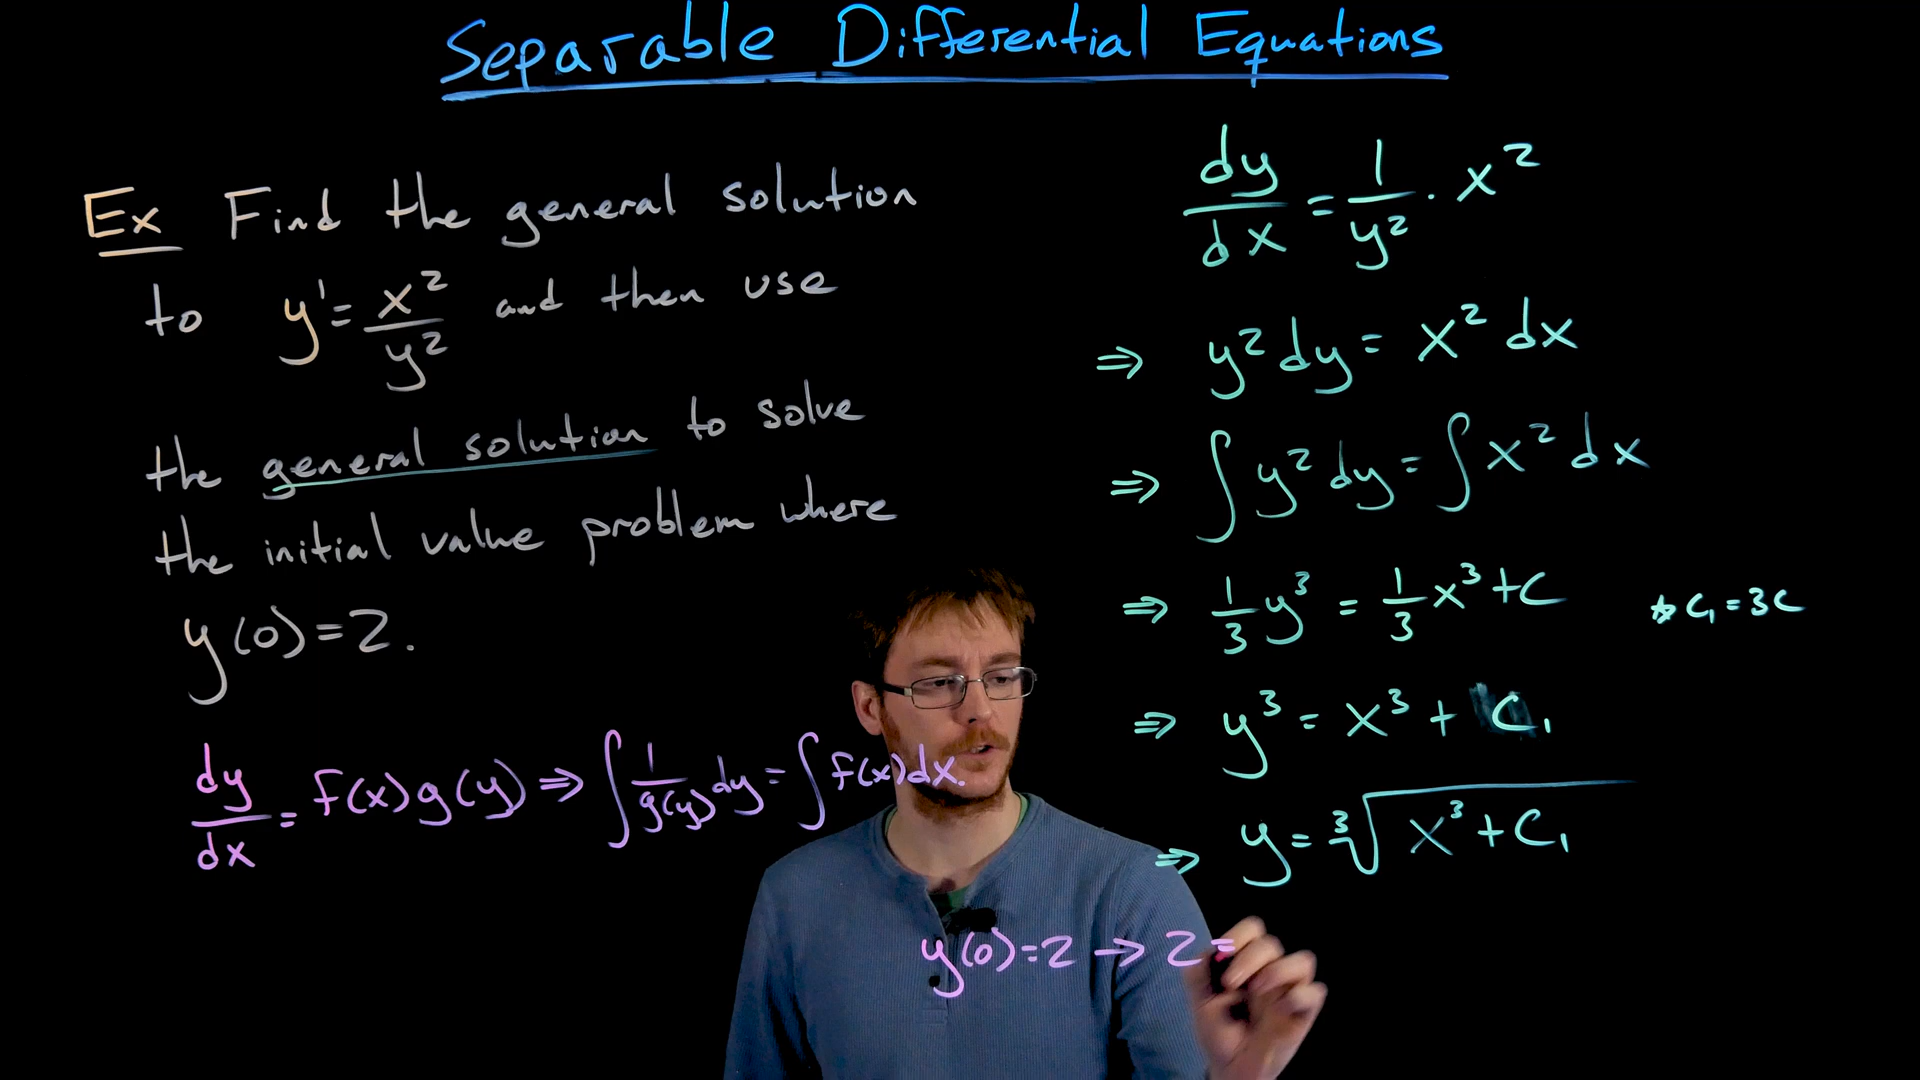 Separable Differential Equations
Ex Find the general solution
to y' = x²/y² and then use
the general solution to solve
the initial value problem where
y(0)=2.
dy/dx = f(x)g(y) ⇒ ∫ 1/g(y) dy = ∫ f(x)dx.
dy/dx = 1/y² · x²
⇒ y² dy = x² dx
⇒ ∫ y² dy = ∫ x² dx
⇒ 1/3 y³ = 1/3 x³ + C
* C₁ = 3C
⇒ y³ = x³ + C₁
⇒ y = ∛(x³ + C₁)
y(0)=2 → 2 =